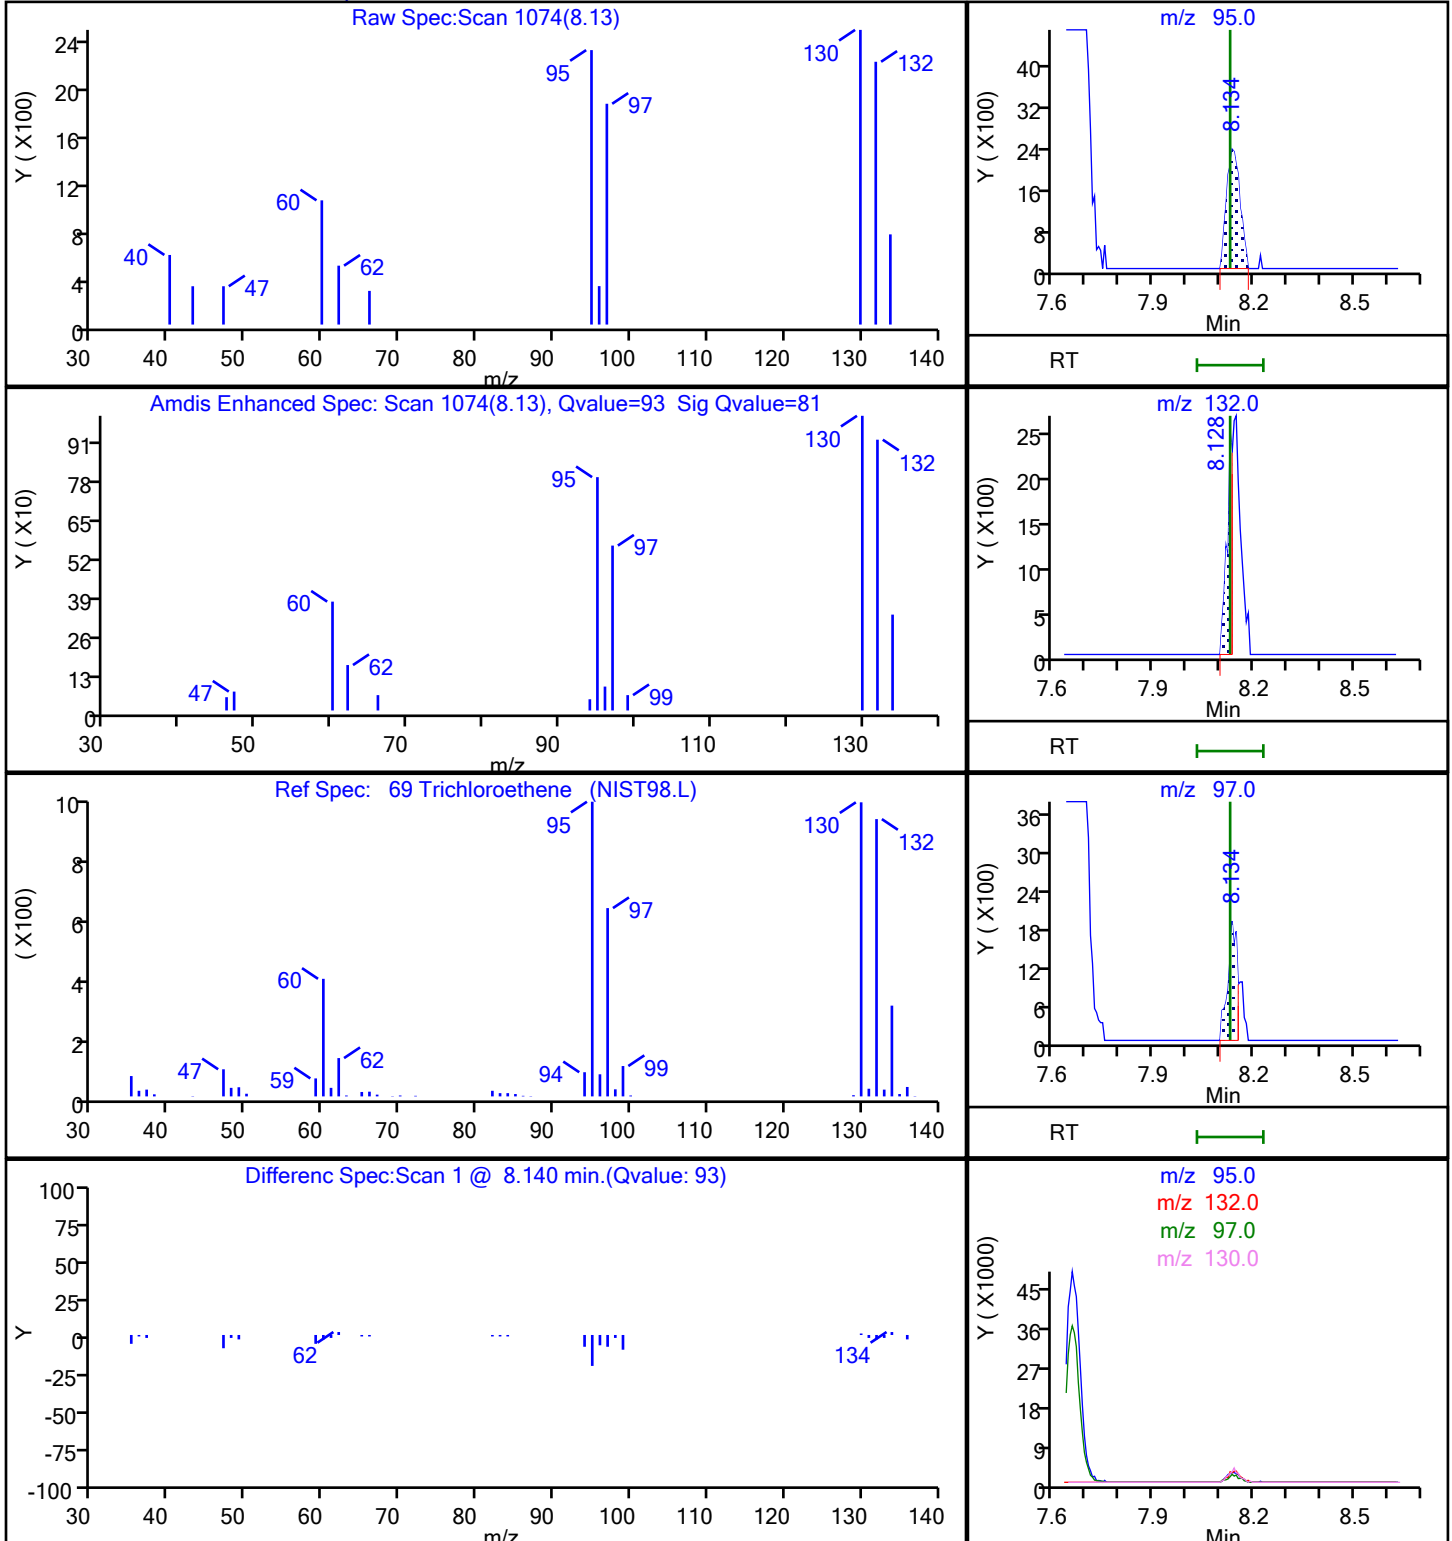 Raw Spec:Scan 1074(8.13)
Y ( X100)
24
20
16
12
8
4
0
40
47
60
62
95
97
130
132
30 40 50 60 70 80 90 100 110 120 130 140
m/z
m/z 95.0
Y ( X100)
40
32
24
16
8
0
8.134
7.6 7.9 8.2 8.5
Min
RT
Amdis Enhanced Spec: Scan 1074(8.13), Qvalue=93 Sig Qvalue=81
Y ( X10)
91
78
65
52
39
26
13
0
47
60
62
95
97
99
130
132
30 50 70 90 110 130
m/z
m/z 132.0
Y ( X100)
25
20
15
10
5
0
8.128
7.6 7.9 8.2 8.5
Min
RT
Ref Spec: 69 Trichloroethene (NIST98.L)
( X100)
10
8
6
4
2
0
47
59
60
62
94
95
97
99
130
132
30 40 50 60 70 80 90 100 110 120 130 140
m/z 97.0
Y ( X100)
36
30
24
18
12
6
0
8.134
7.6 7.9 8.2 8.5
Min
RT
Differenc Spec:Scan 1 @ 8.140 min.(Qvalue: 93)
Y
100
75
50
25
0
-25
-50
-75
-100
62
134
30 40 50 60 70 80 90 100 110 120 130 140
m/z
m/z 95.0
m/z 132.0
m/z 97.0
m/z 130.0
Y ( X1000)
45
36
27
18
9
0
7.6 7.9 8.2 8.5
Min